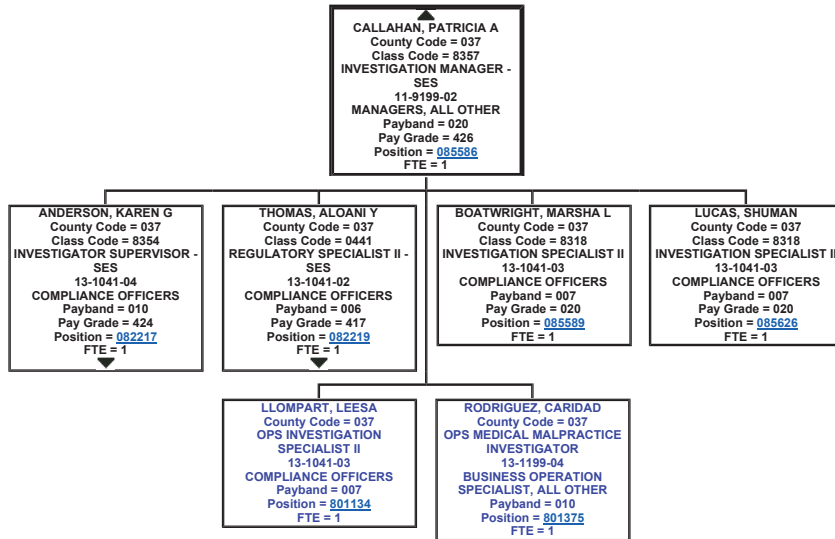 CALLAHAN, PATRICIA A
County Code = 037
Class Code = 8357
INVESTIGATION MANAGER -
SES
11-9199-02
MANAGERS, ALL OTHER
Payband = 020
Pay Grade = 426
Position = 085586
FTE = 1
ANDERSON, KAREN G
County Code = 037
Class Code = 8354
INVESTIGATOR SUPERVISOR -
SES
13-1041-04
COMPLIANCE OFFICERS
Payband = 010
Pay Grade = 424
Position = 082217
FTE = 1
THOMAS, ALOANI Y
County Code = 037
Class Code = 0441
REGULATORY SPECIALIST II -
SES
13-1041-02
COMPLIANCE OFFICERS
Payband = 006
Pay Grade = 417
Position = 082219
FTE = 1
BOATWRIGHT, MARSHA L
County Code = 037
Class Code = 8318
INVESTIGATION SPECIALIST II
13-1041-03
COMPLIANCE OFFICERS
Payband = 007
Pay Grade = 020
Position = 085589
FTE = 1
LUCAS, SHUMAN
County Code = 037
Class Code = 8318
INVESTIGATION SPECIALIST II
13-1041-03
COMPLIANCE OFFICERS
Payband = 007
Pay Grade = 020
Position = 085626
FTE = 1
LLOMPART, LEESA
County Code = 037
OPS INVESTIGATION
SPECIALIST II
13-1041-03
COMPLIANCE OFFICERS
Payband = 007
Position = 801134
FTE = 1
RODRIGUEZ, CARIDAD
County Code = 037
OPS MEDICAL MALPRACTICE
INVESTIGATOR
13-1199-04
BUSINESS OPERATION
SPECIALIST, ALL OTHER
Payband = 010
Position = 801375
FTE = 1